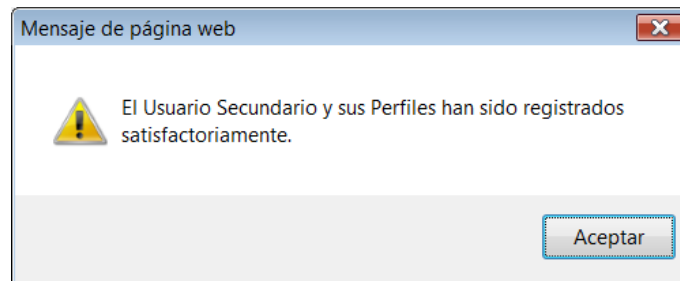 Mensaje de página web
El Usuario Secundario y sus Perfiles han sido registrados
satisfactoriamente.
Aceptar